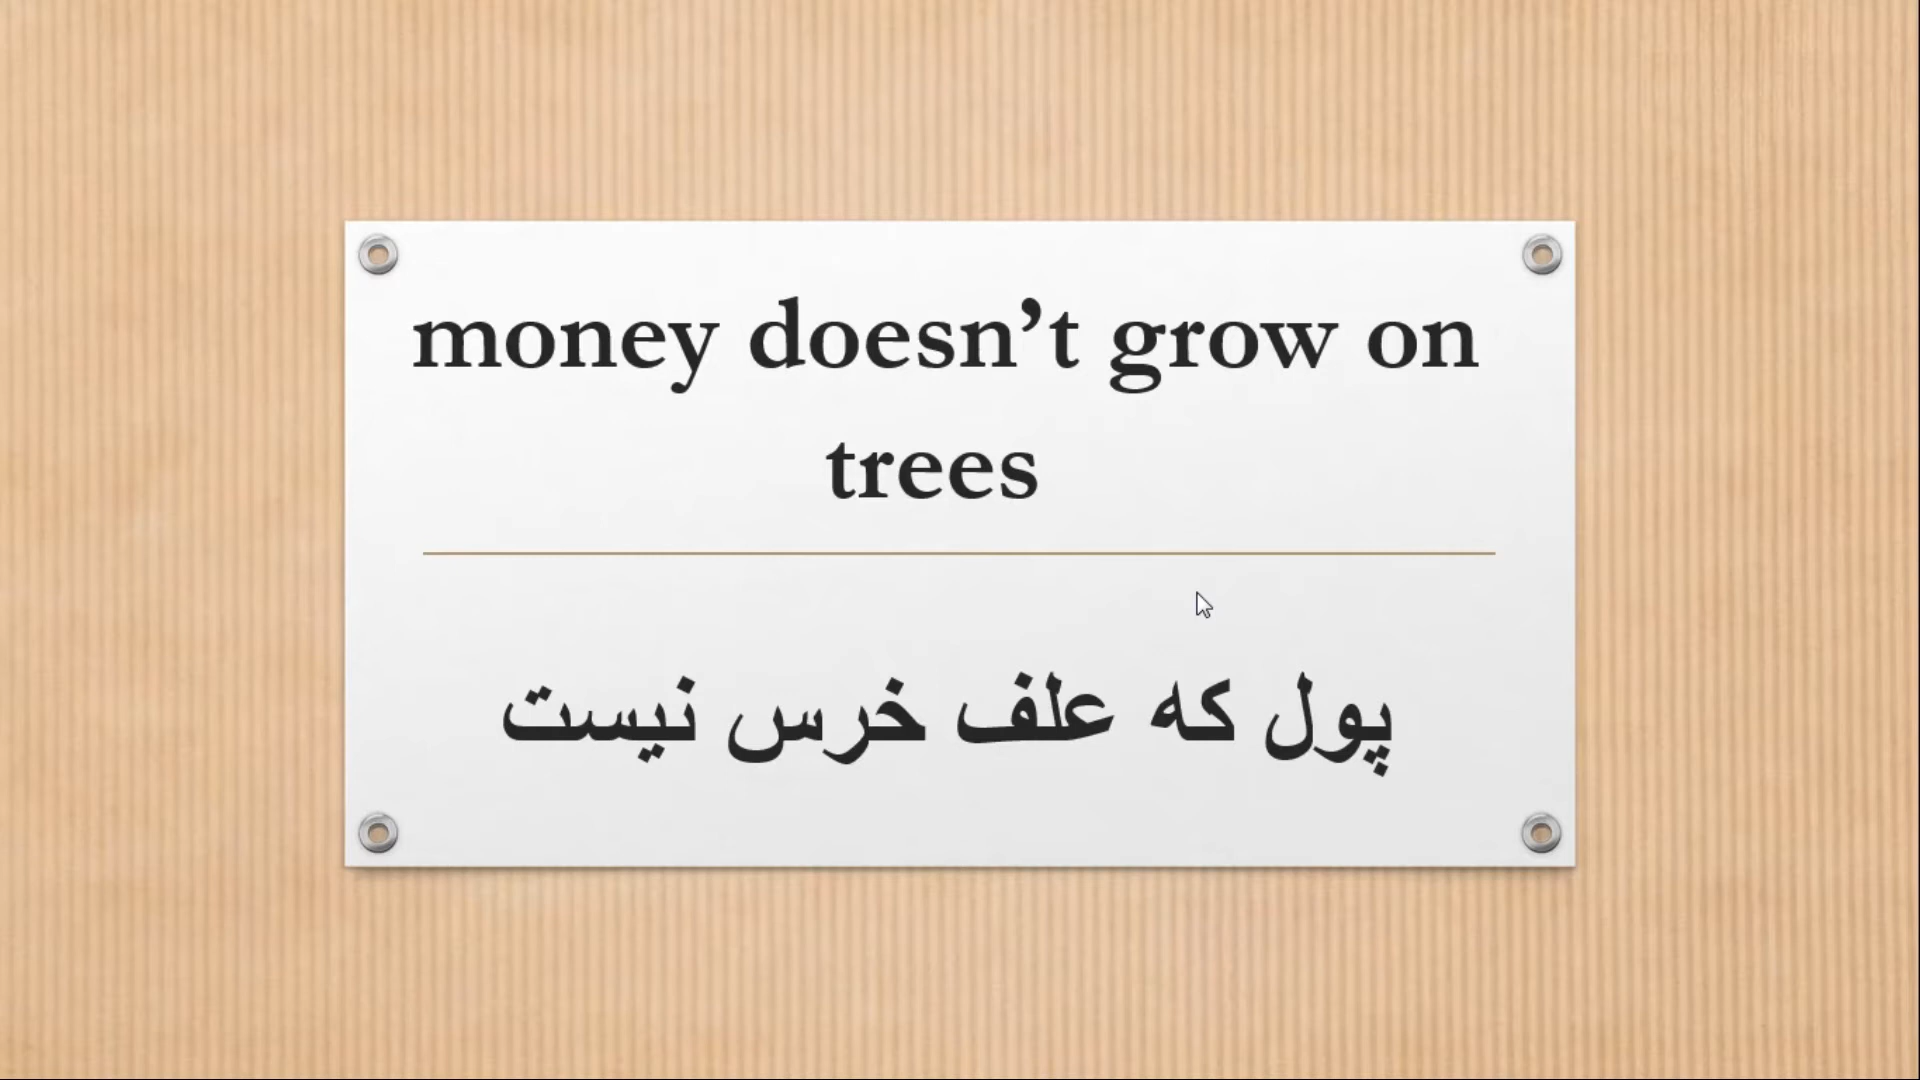 money doesn’t grow on
trees
پول که علف خرس نیست